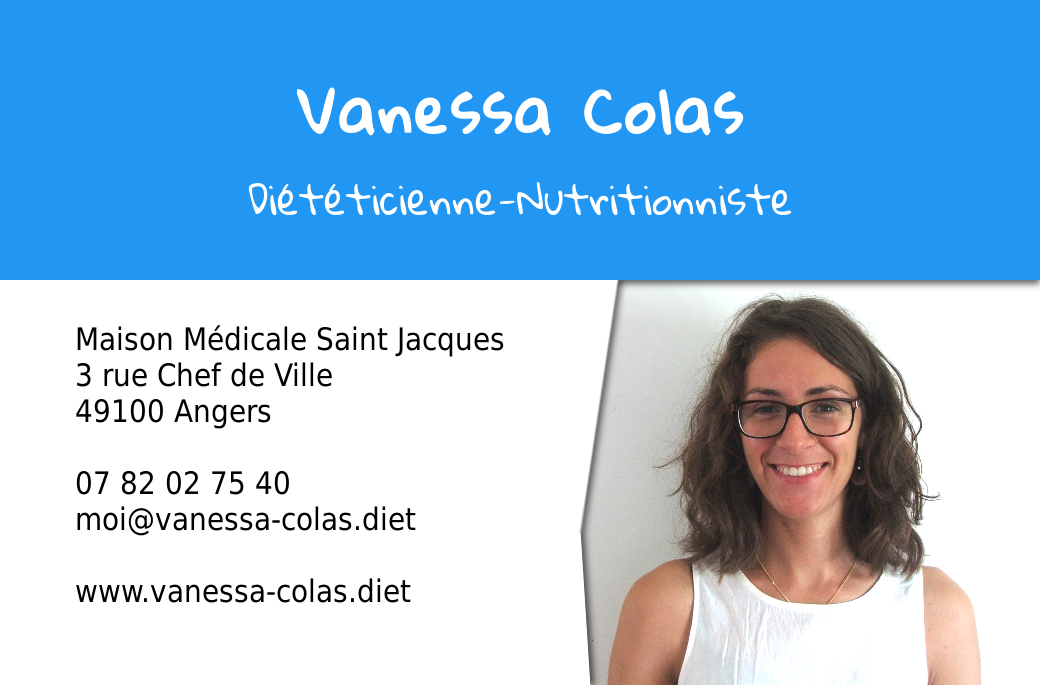 Vanessa Colas
Diététicienne-Nutritionniste
Maison Médicale Saint Jacques
3 rue Chef de Ville
49100 Angers
07 82 02 75 40
moi@vanessa-colas.diet
www.vanessa-colas.diet